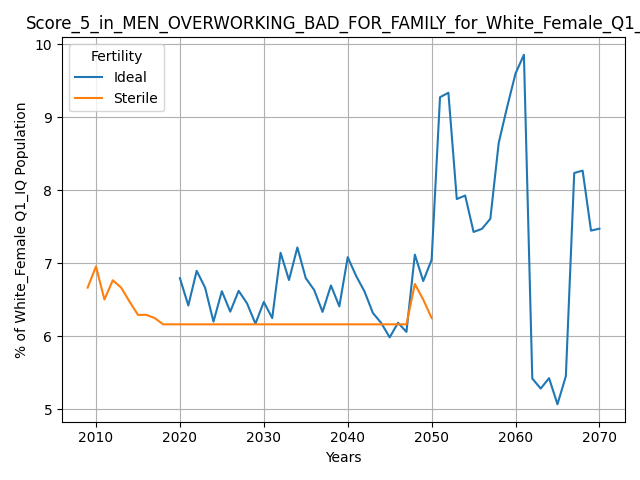 Score_5_in_MEN_OVERWORKING_BAD_FOR_FAMILY_for_White_Female_Q1_
Fertility
Ideal
Sterile
% of White_Female Q1_IQ Population
10
9
8
7
6
5
2010 2020 2030 2040 2050 2060 2070
Years